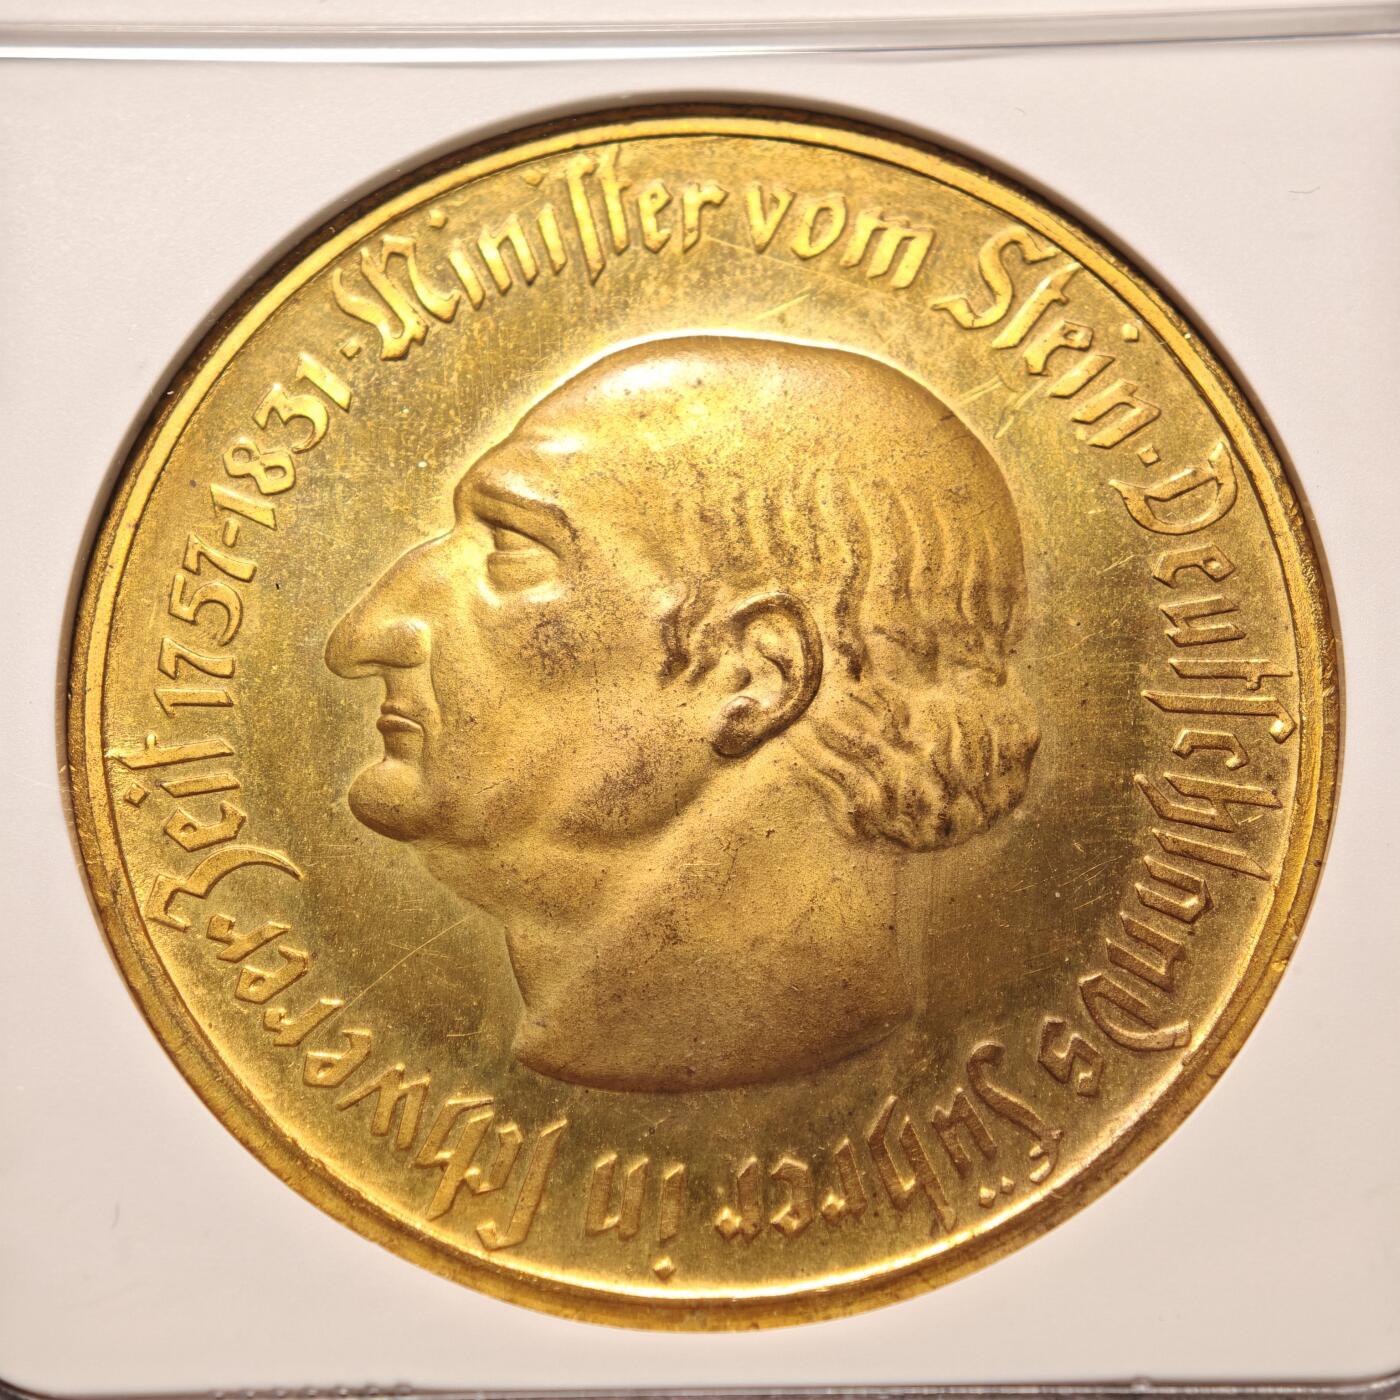 Minister vom Stein · Deutschlands Führer in schwerer Zeit 1757-1831 ·